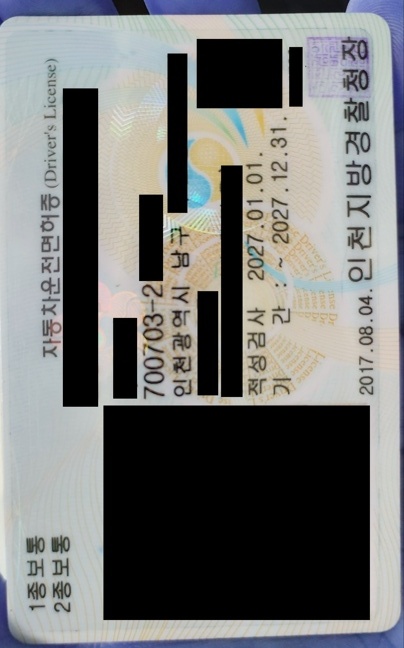 자동차운전면허증 (Driver's License)
1종보통
2종보통
700703-2
인천광역시 남구
적성검사 2027.01.01.
기 간 : ~ 2027.12.31.
2017.08.04. 인천지방경찰청장